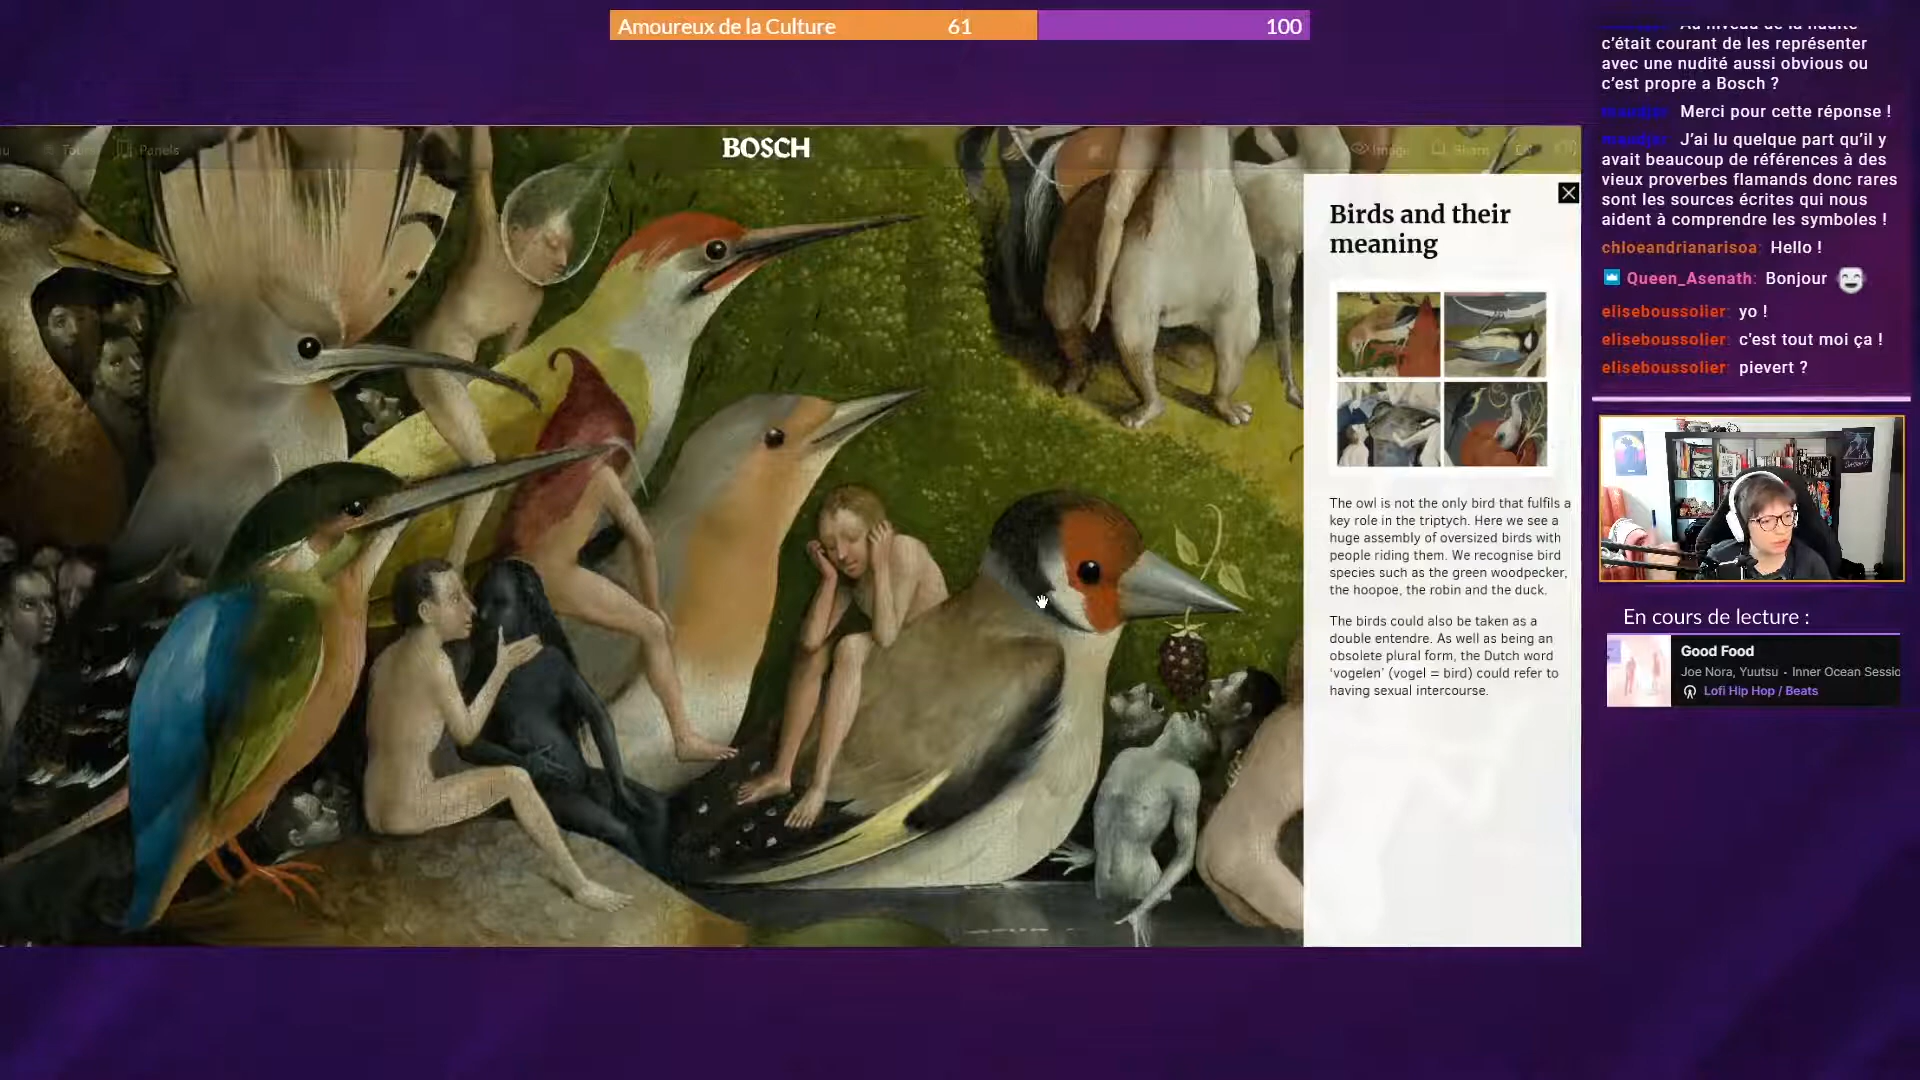 Amoureux de la Culture 61 100
c'était courant de les représenter
avec une nudité aussi obvious ou
c'est propre a Bosch ?
Merci pour cette réponse !
J'ai lu quelque part qu'il y
avait beaucoup de références à des
vieux proverbes flamands donc rares
sont les sources écrites qui nous
aident à comprendre les symboles !
chloeandrianarisoa: Hello !
Queen_Asenath: Bonjour
eliseboussolier: yo !
eliseboussolier: c'est tout moi ça !
eliseboussolier: pievert ?
Panels
BOSCH
Image
Share
Birds and their
meaning
The owl is not the only bird that fulfils a
key role in the triptych. Here we see a
huge assembly of oversized birds with
people riding them. We recognise bird
species such as the green woodpecker,
the hoopoe, the robin and the duck.
The birds could also be taken as a
double entendre. As well as being an
obsolete plural form, the Dutch word
'vogelen' (vogel = bird) could refer to
having sexual intercourse.
En cours de lecture :
Good Food
Joe Nora, Yuutsu • Inner Ocean Sessio
Lofi Hip Hop / Beats